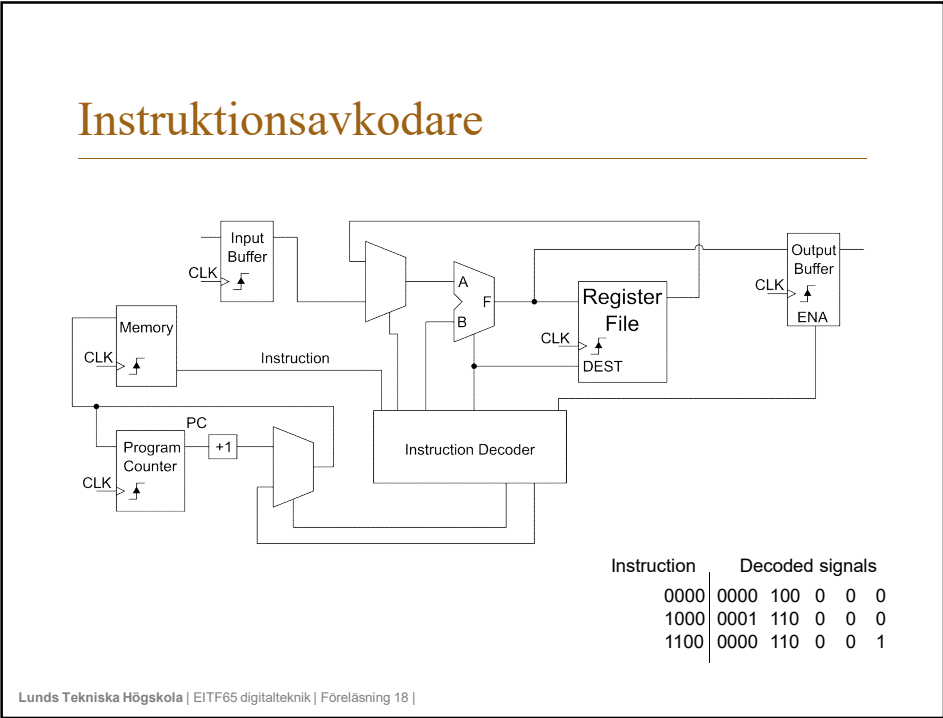 Instruktionsavkodare
Input
Buffer
CLK
A
B
F
Register
File
CLK
DEST
Output
Buffer
CLK
ENA
Memory
CLK
Instruction
PC
Program
Counter
+1
CLK
Instruction Decoder
Instruction Decoded signals
0000 0000 100 0 0 0
1000 0001 110 0 0 0
1100 0000 110 0 0 1
Lunds Tekniska Högskola | EITF65 digitalteknik | Föreläsning 18 |